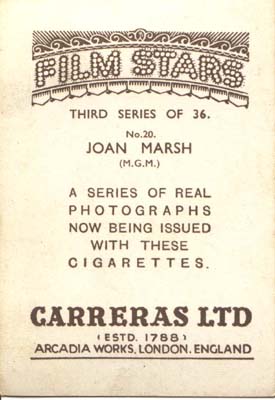 FILM STARS
THIRD SERIES OF 36.
No.20.
JOAN MARSH
(M.G.M.)
A SERIES OF REAL
PHOTOGRAPHS
NOW BEING ISSUED
WITH THESE
CIGARETTES.
CARRERAS LTD
(ESTD. 1788)
ARCADIA WORKS, LONDON. ENGLAND